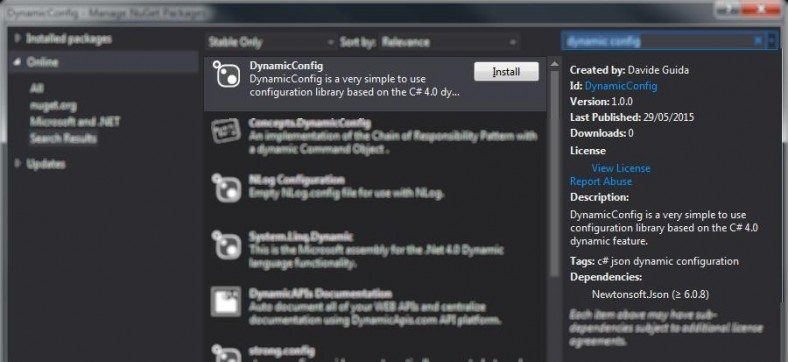 DynamicConfig - Manage NuGet Packages
Installed packages
Online
All
nuget.org
Microsoft and .NET
Search Results
Updates
Stable Only
Sort by: Relevance
DynamicConfig
DynamicConfig is a very simple to use
configuration library based on the C# 4.0 dy...
Install
Concepts.DynamicConfig
An implementation of the Chain of Responsibility Pattern with
a dynamic Command Object .
NLog Configuration
Empty NLog.config file for use with NLog.
System.Linq.Dynamic
This is the Microsoft assembly for the .Net 4.0 Dynamic
language functionality.
DynamicAPIs Documentation
Auto document all of your WEB APIs and centralize
documentation using DynamicApis.com API platform.
strong.config
dynamic config
Created by: Davide Guida
Id: DynamicConfig
Version: 1.0.0
Last Published: 29/05/2015
Downloads: 0
License
View License
Report Abuse
Description:
DynamicConfig is a very simple to use
configuration library based on the C# 4.0
dynamic feature.
Tags: c# json dynamic configuration
Dependencies:
Newtonsoft.Json (≥ 6.0.8)
Each item above may have sub-
dependencies subject to additional license
agreements.